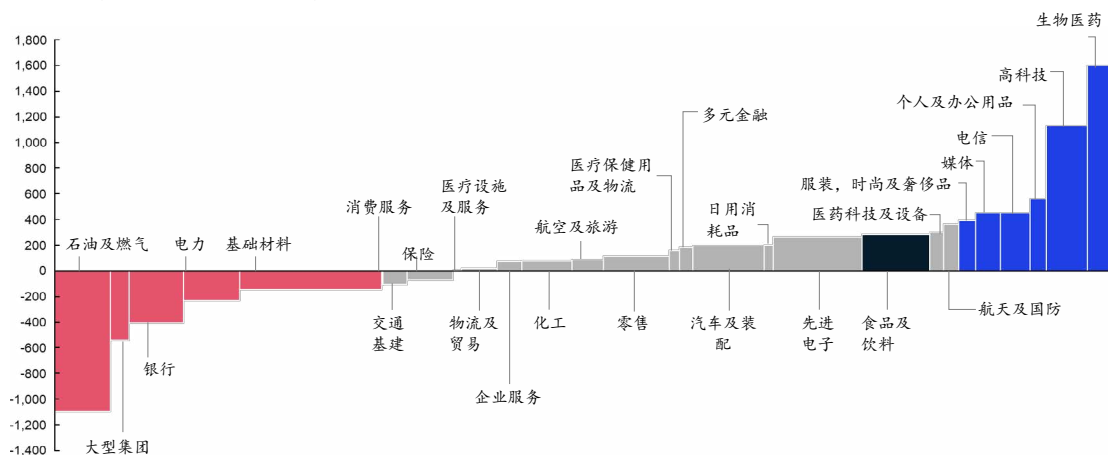 生物医药
1,800
1,600
高科技
1,400
个人及办公用品
1,200
多元金融
1,000
电信
800
医疗保健用
品及物流
媒体
医疗设施
及服务
服装，时尚及奢侈品
600
消费服务
日用消
耗品
医药科技及设备
400
航空及旅游
石油及燃气
电力
基础材料
保险
200
0
-200
交通
基建
物流及
贸易
化工
零售
汽车及装
配
先进
电子
食品及
饮料
航天及国防
-400
-600
银行
-800
企业服务
-1,000
-1,200
大型集团
-1,400